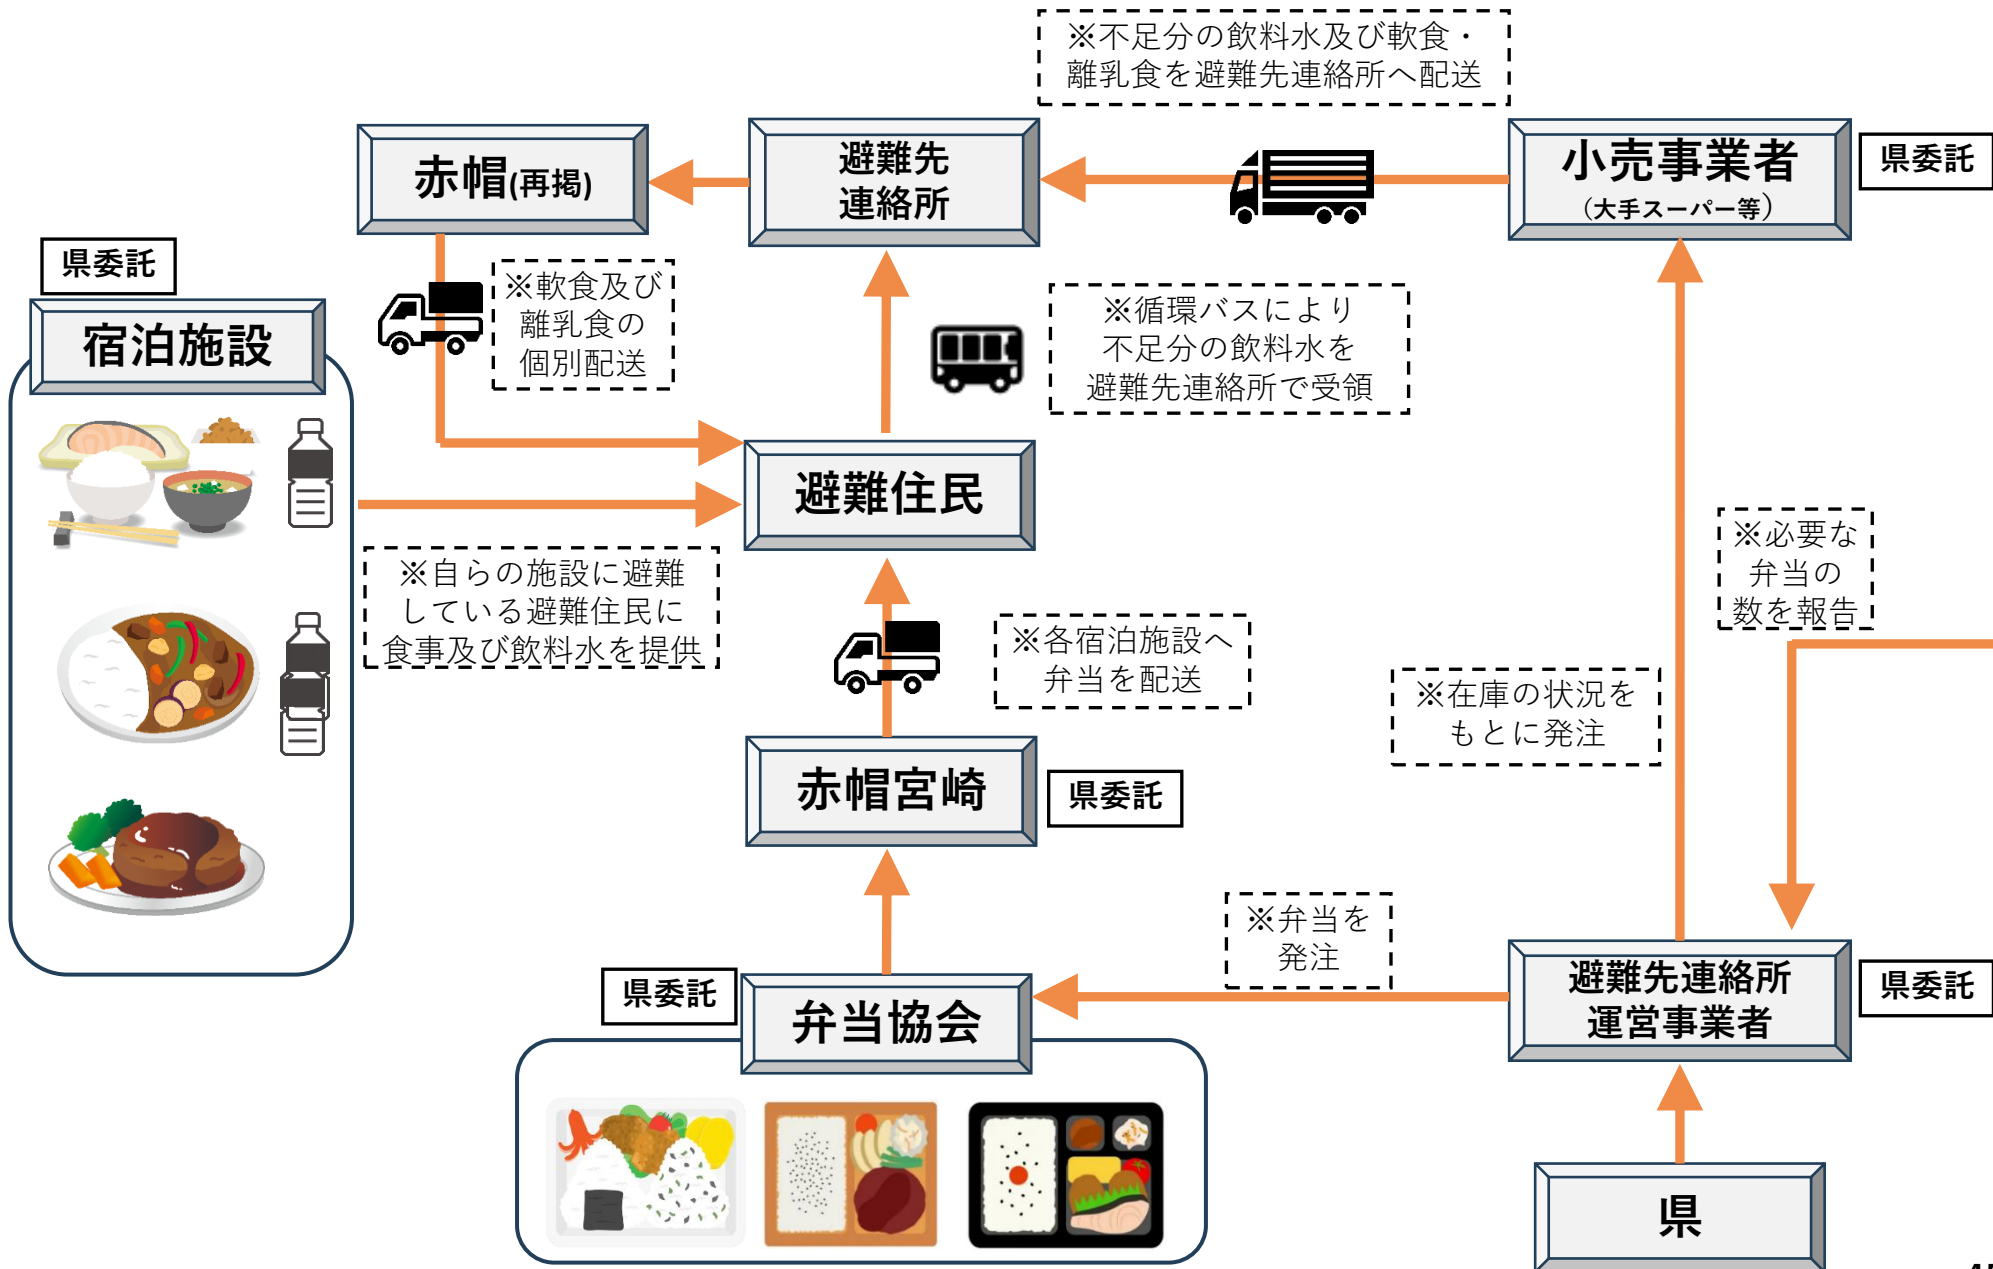 ※不足分の飲料水及び軽食・
離乳食を避難先連絡所へ配送
赤帽(再掲)
避難先
連絡所
小売事業者
（大手スーパー等）
県委託
県委託
宿泊施設
※軽食及び
離乳食の
個別配送
※循環バスにより
不足分の飲料水を
避難先連絡所で受領
避難住民
※自らの施設に避難
している避難住民に
食事及び飲料水を提供
※必要な
弁当の
数を報告
※各宿泊施設へ
弁当を配送
※在庫の状況を
もとに発注
赤帽宮崎
県委託
※弁当を
発注
県委託
弁当協会
避難先連絡所
運営事業者
県委託
県